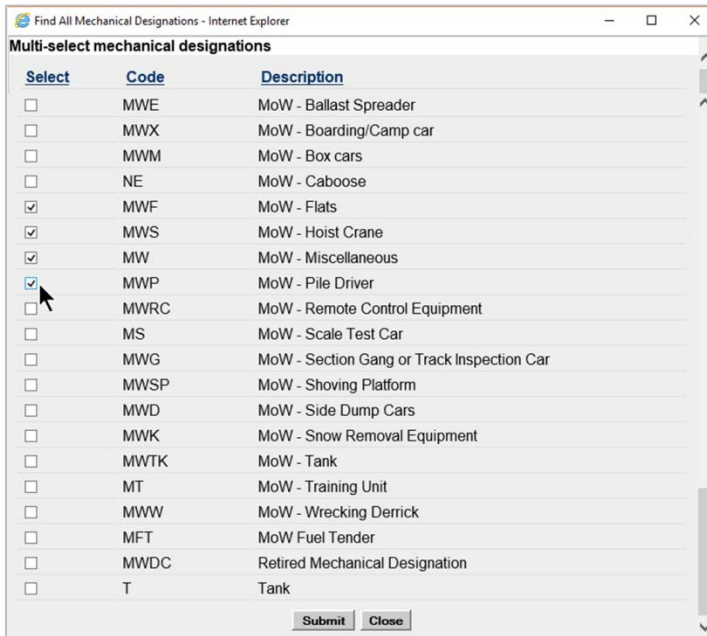 Find All Mechanical Designations - Internet Explorer
Multi-select mechanical designations
Select Code Description
MWE MoW - Ballast Spreader
MWX MoW - Boarding/Camp car
MWM MoW - Box cars
NE MoW - Caboose
MWF MoW - Flats
MWS MoW - Hoist Crane
MW MoW - Miscellaneous
MWP MoW - Pile Driver
MWRC MoW - Remote Control Equipment
MS MoW - Scale Test Car
MWG MoW - Section Gang or Track Inspection Car
MWSP MoW - Shoving Platform
MWD MoW - Side Dump Cars
MWK MoW - Snow Removal Equipment
MWTK MoW - Tank
MT MoW - Training Unit
MWW MoW - Wrecking Derrick
MFT MoW Fuel Tender
MWDC Retired Mechanical Designation
T Tank
Submit Close